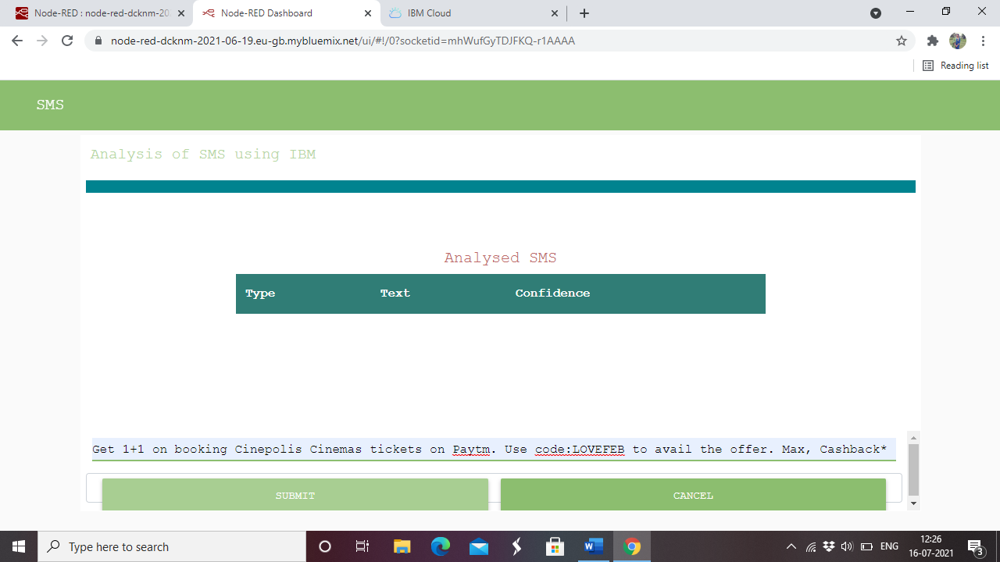 Node-RED : node-red-dcknm-20
Node-RED Dashboard
IBM Cloud
node-red-dcknm-2021-06-19.eu-gb.mybluemix.net/ui/#!/0?socketid=mhWufGyTDJFKQ-r1AAAA
Reading list
SMS
Analysis of SMS using IBM
Analysed SMS
Type Text Confidence
Get 1+1 on booking Cinepolis Cinemas tickets on Paytm. Use code:LOVEFEB to avail the offer. Max, Cashback*
SUBMIT CANCEL
Type here to search
ENG
12:26
16-07-2021
3